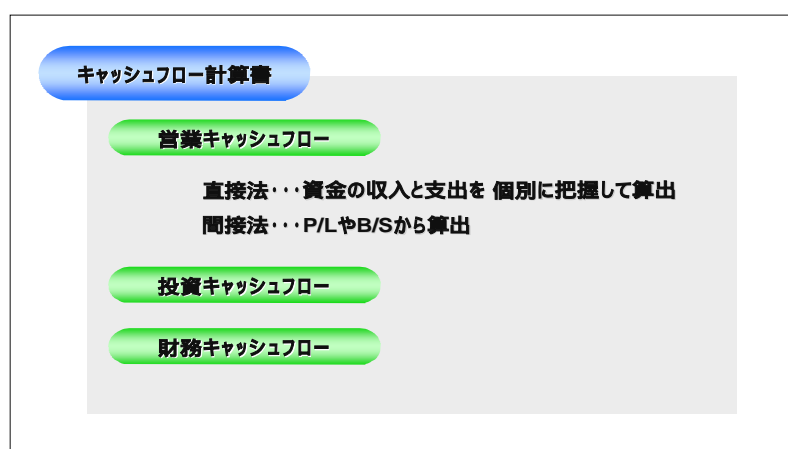 キャッシュフロー計算書
営業キャッシュフロー
直接法･･･資金の収入と支出を 個別に把握して算出
間接法･･･P/LやB/Sから算出
投資キャッシュフロー
財務キャッシュフロー